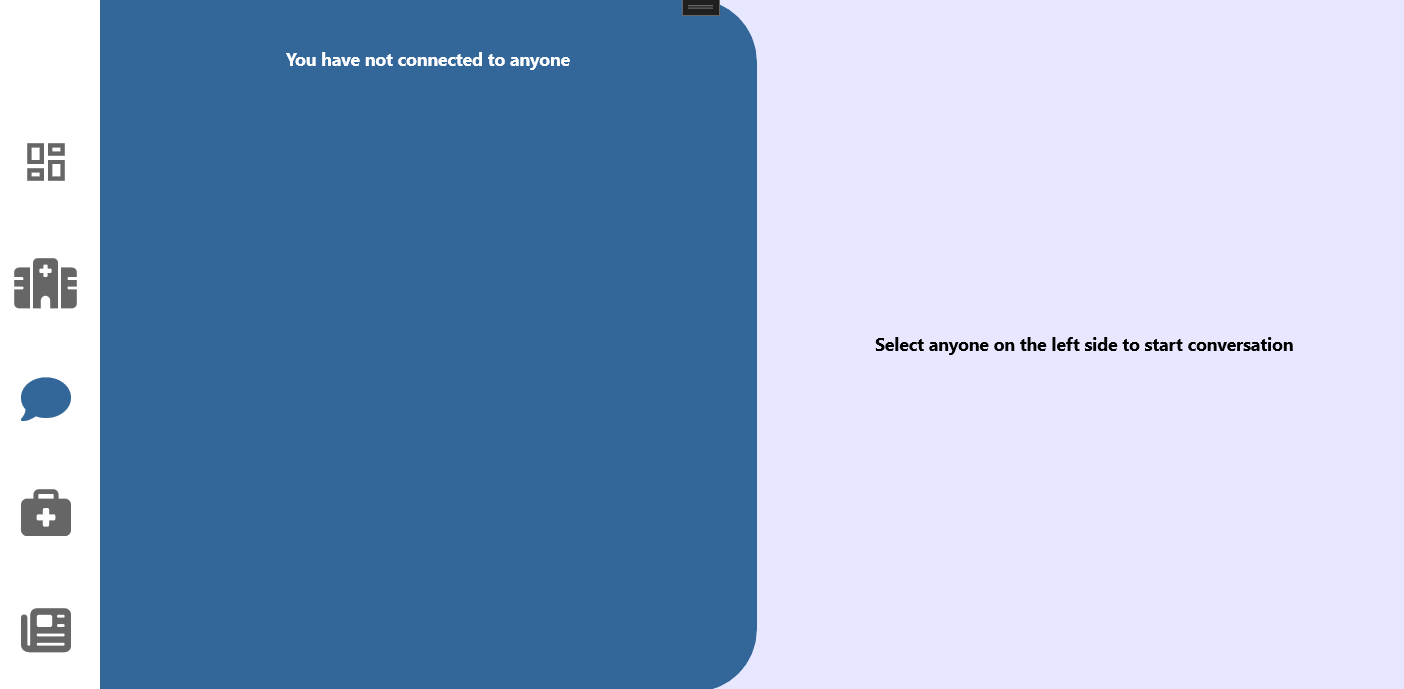 You have not connected to anyone
Select anyone on the left side to start conversation